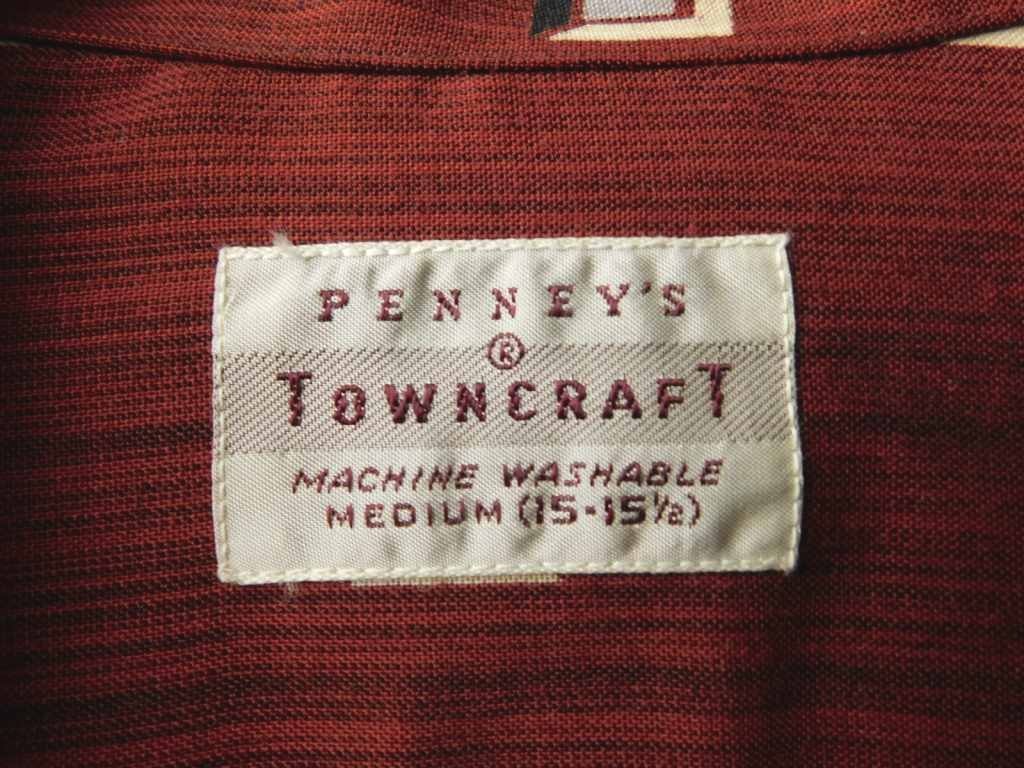 PENNEY'S
®
TOWNCRAFT
MACHINE WASHABLE
MEDIUM (15-15½)